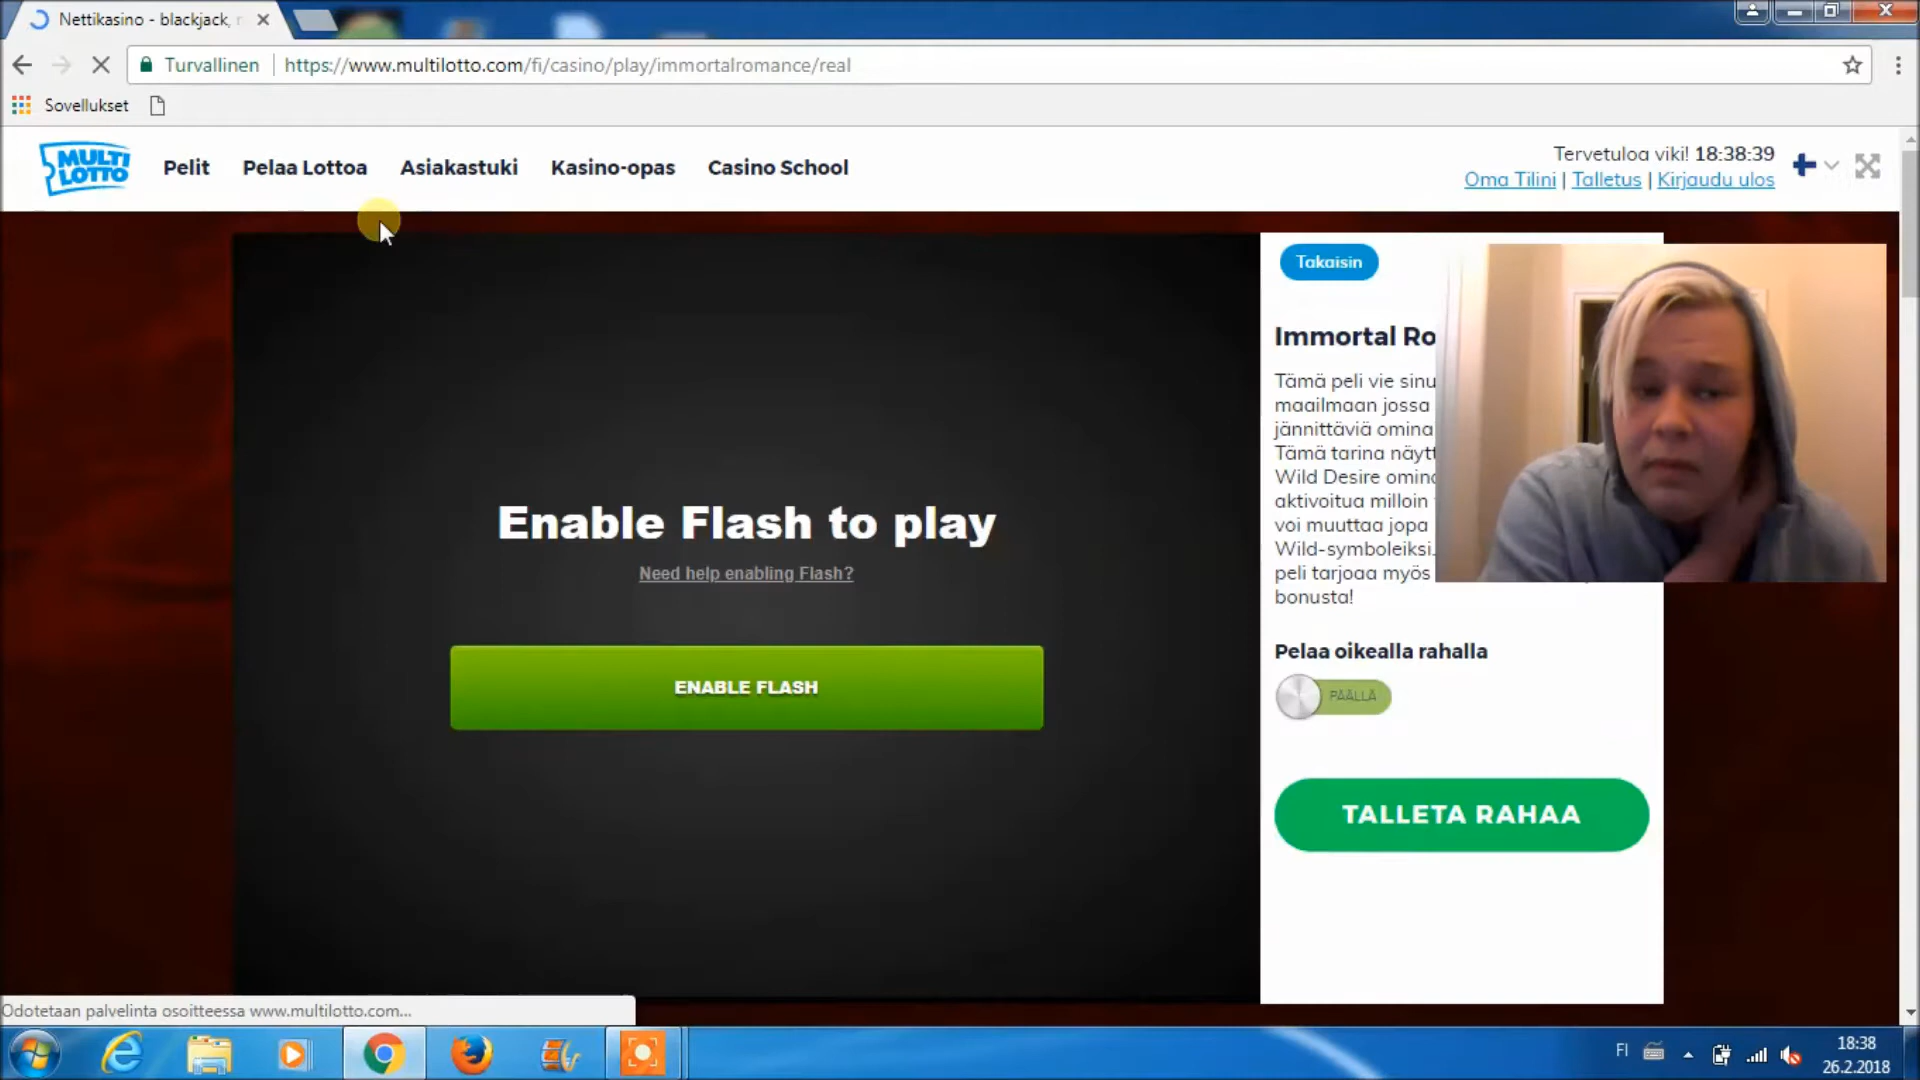 Nettikasino - blackjack,
Turvallinen
https://www.multilotto.com/fi/casino/play/immortalromance/real
Sovellukset
MULTI
LOTTO
Pelit
Pelaa Lottoa
Asiakastuki
Kasino-opas
Casino School
Tervetuloa viki! 18:38:39
Oma Tilini | Talletus | Kirjaudu ulos
Enable Flash to play
Need help enabling Flash?
ENABLE FLASH
Takaisin
Immortal Ro
Tämä peli vie sinu
maailmaan jossa
jännittäviä omina
Tämä tarina näytt
Wild Desire omina
aktivoitua milloin
voi muuttaa jopa
Wild-symboleiksi.
peli tarjoaa myös
bonusta!
Pelaa oikealla rahalla
PÄÄLLÄ
TALLETA RAHAA
Odotetaan palvelinta osoitteessa www.multilotto.com...
FI
18:38
26.2.2018